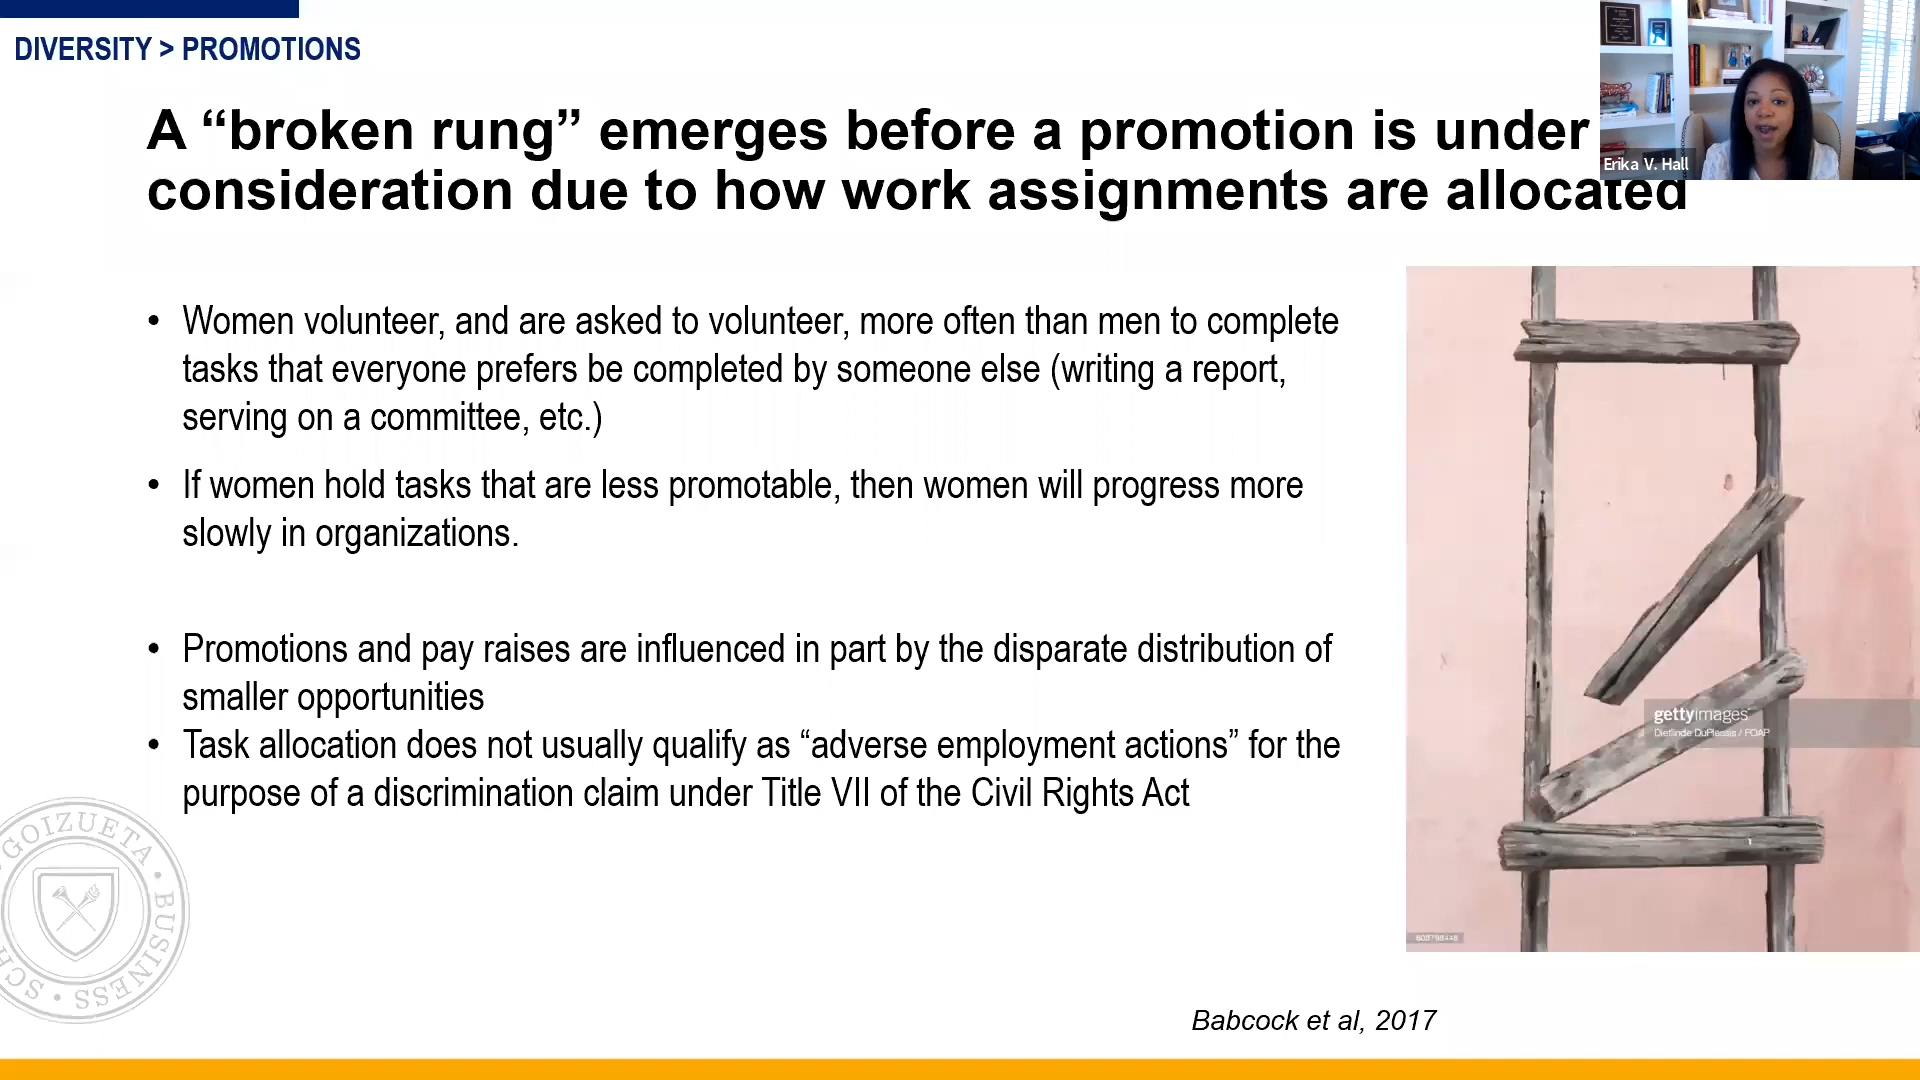 DIVERSITY > PROMOTIONS
Erika V. Hall
A “broken rung” emerges before a promotion is under
consideration due to how work assignments are allocated
• Women volunteer, and are asked to volunteer, more often than men to complete
tasks that everyone prefers be completed by someone else (writing a report,
serving on a committee, etc.)
• If women hold tasks that are less promotable, then women will progress more
slowly in organizations.
• Promotions and pay raises are influenced in part by the disparate distribution of
smaller opportunities
• Task allocation does not usually qualify as “adverse employment actions” for the
purpose of a discrimination claim under Title VII of the Civil Rights Act
gettyimages
GOIZUETA • BUSINESS •
Babcock et al, 2017